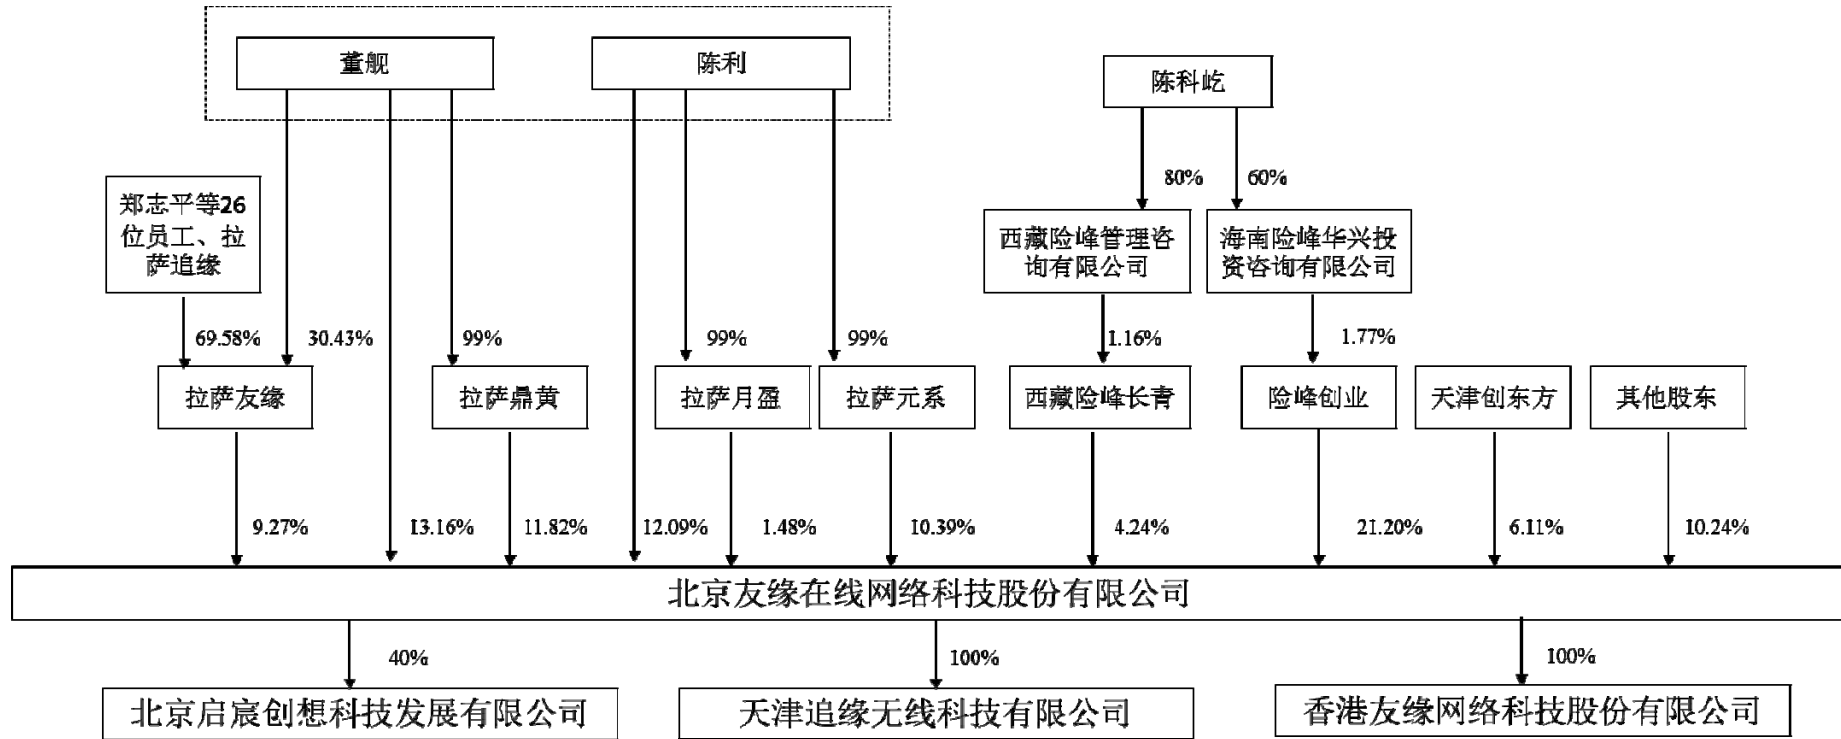 董舰
陈利
陈科屹
80%
60%
郑志平等26
位员工、拉
萨追缘
西藏险峰管理咨
询有限公司
海南险峰华兴投
资咨询有限公司
69.58%
30.43%
99%
99%
99%
1.16%
1.77%
拉萨友缘
拉萨鼎黄
拉萨月盈
拉萨元系
西藏险峰长青
险峰创业
天津创东方
其他股东
9.27%
13.16%
11.82%
12.09%
1.48%
10.39%
4.24%
21.20%
6.11%
10.24%
北京友缘在线网络科技股份有限公司
40%
100%
100%
北京启宸创想科技发展有限公司
天津追缘无线科技有限公司
香港友缘网络科技股份有限公司